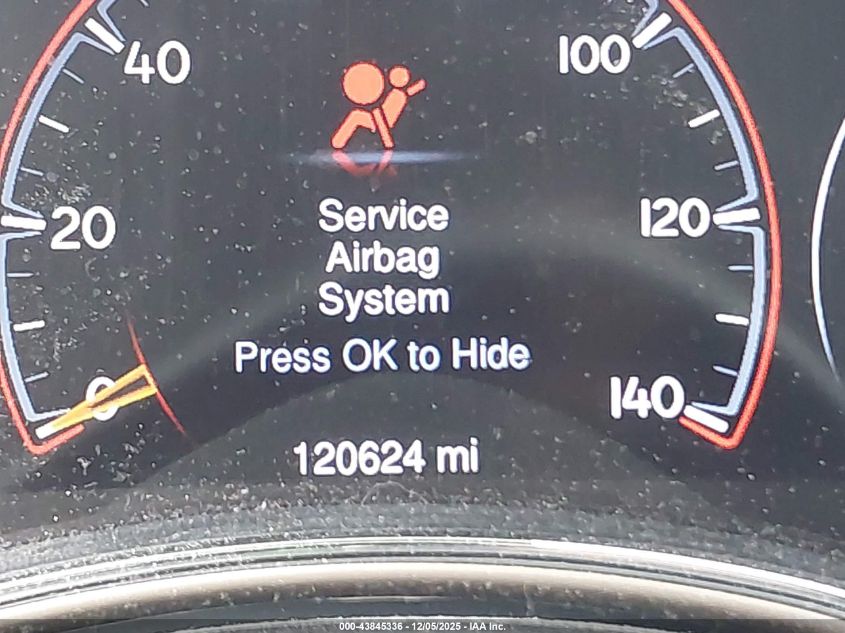 40
100
20
120
Service
Airbag
System
Press OK to Hide
0
140
120624 mi
000-43845336 - 12/05/2025 - IAA Inc.